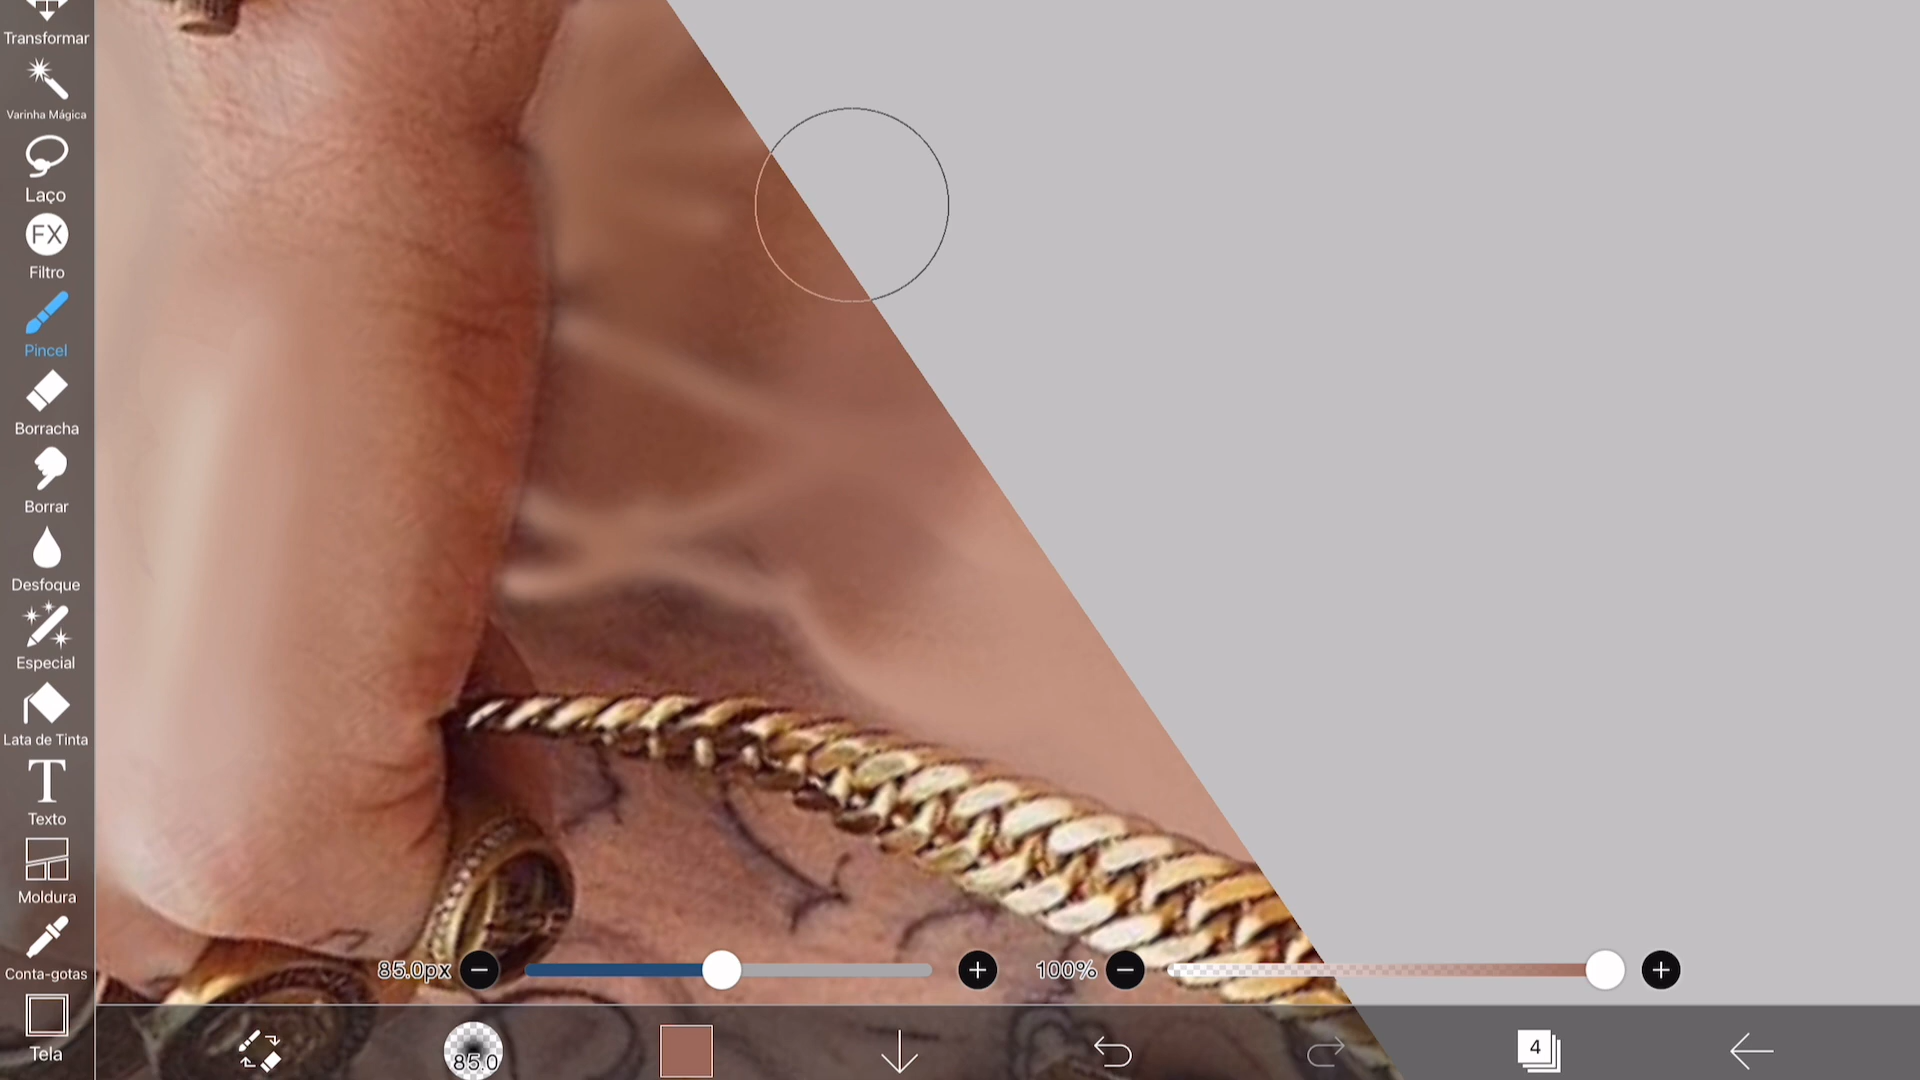 Transformar
Varinha Mágica
Laço
FX
Filtro
Pincel
Borracha
Borrar
Desfoque
Especial
Lata de Tinta
T
Texto
Moldura
Conta-gotas
Tela
85.0px
100%
85.0
4